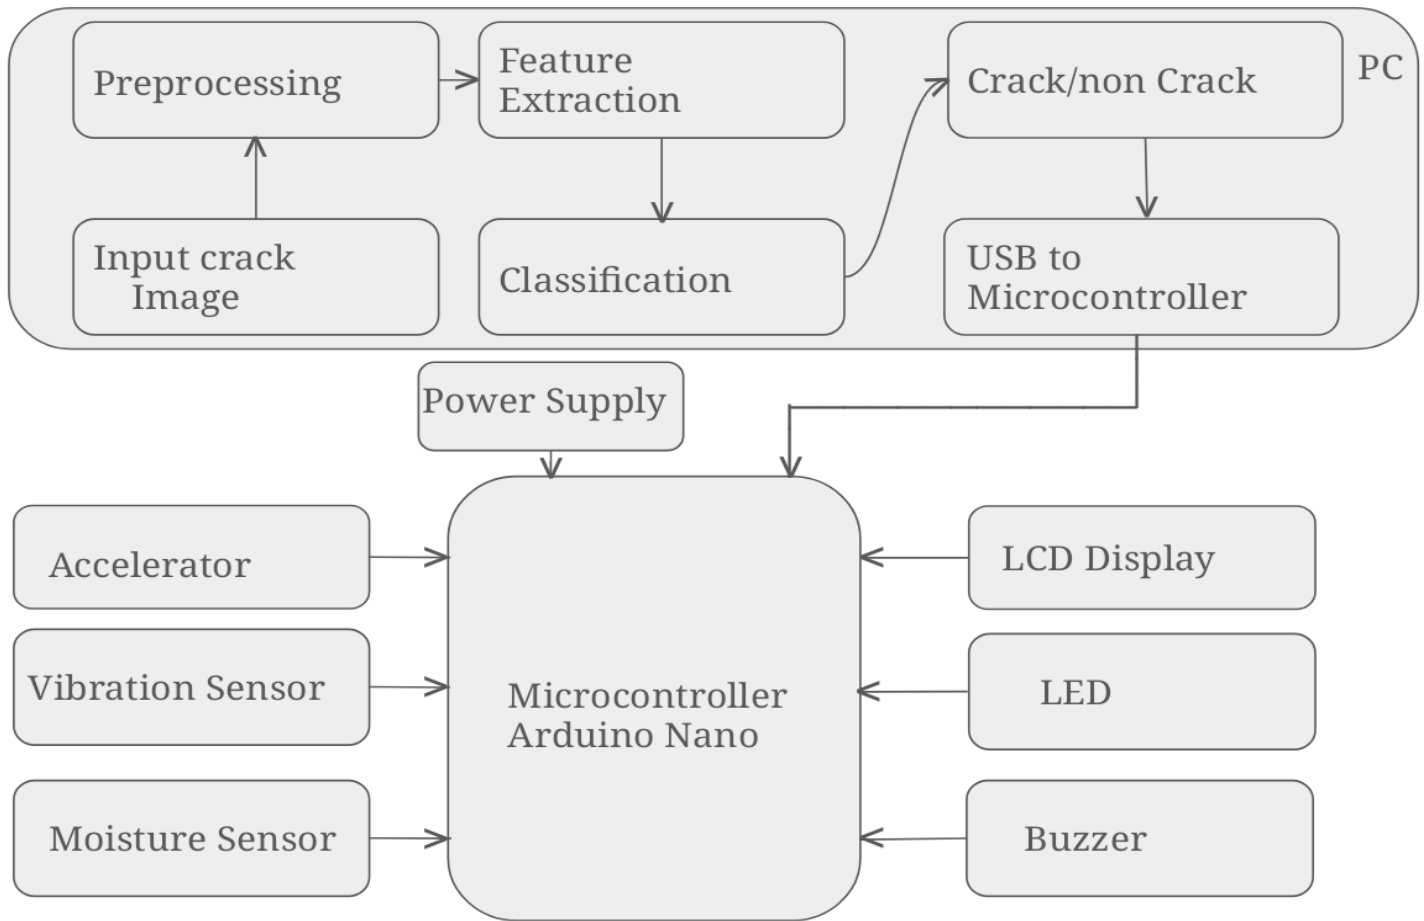 Preprocessing
Feature
Extraction
Crack/non Crack
PC
Input crack
Image
Classification
USB to
Microcontroller
Power Supply
Accelerator
Vibration Sensor
Moisture Sensor
Microcontroller
Arduino Nano
LCD Display
LED
Buzzer